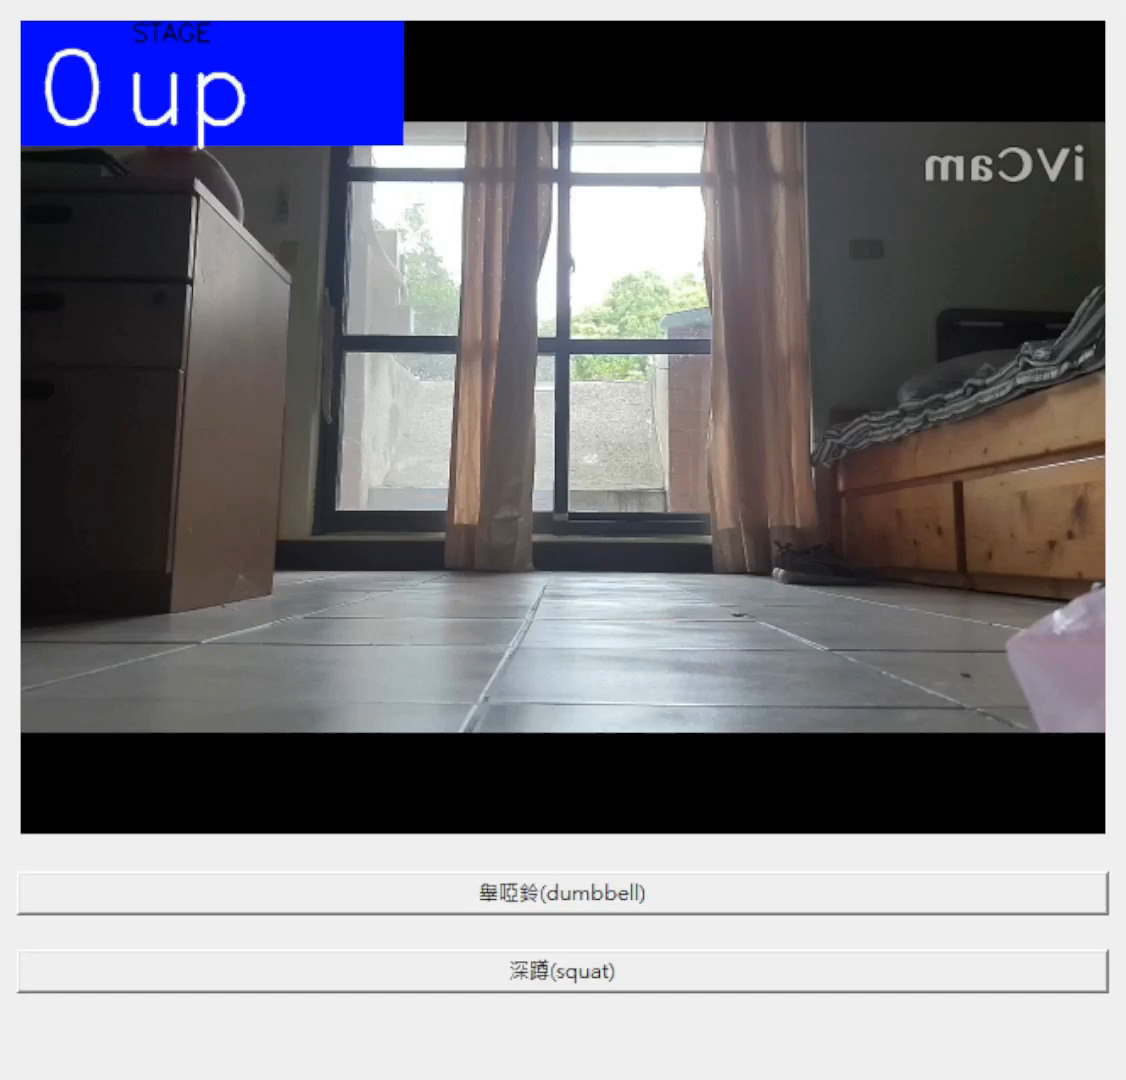 STAGE
0 up
iVCam
舉啞鈴(dumbbell)
深蹲(squat)